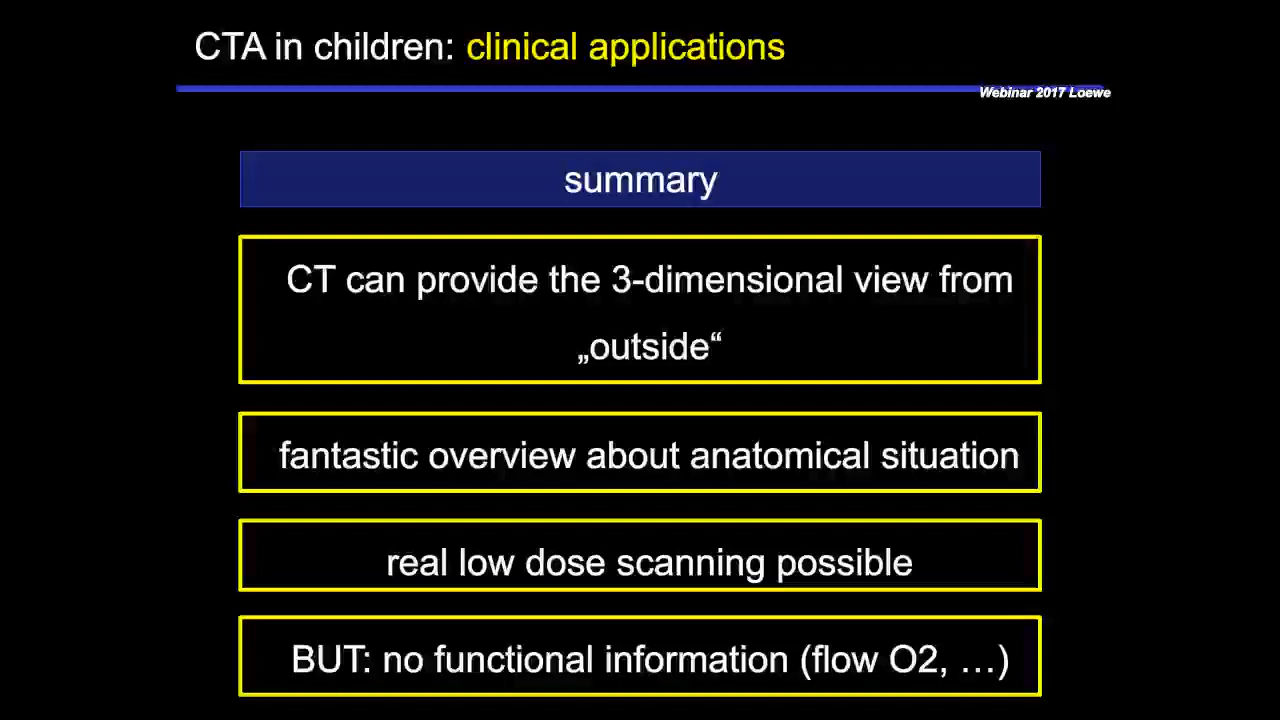 CTA in children: clinical applications
Webinar 2017 Loewe
summary
CT can provide the 3-dimensional view from
„outside“
fantastic overview about anatomical situation
real low dose scanning possible
BUT: no functional information (flow O2, …)